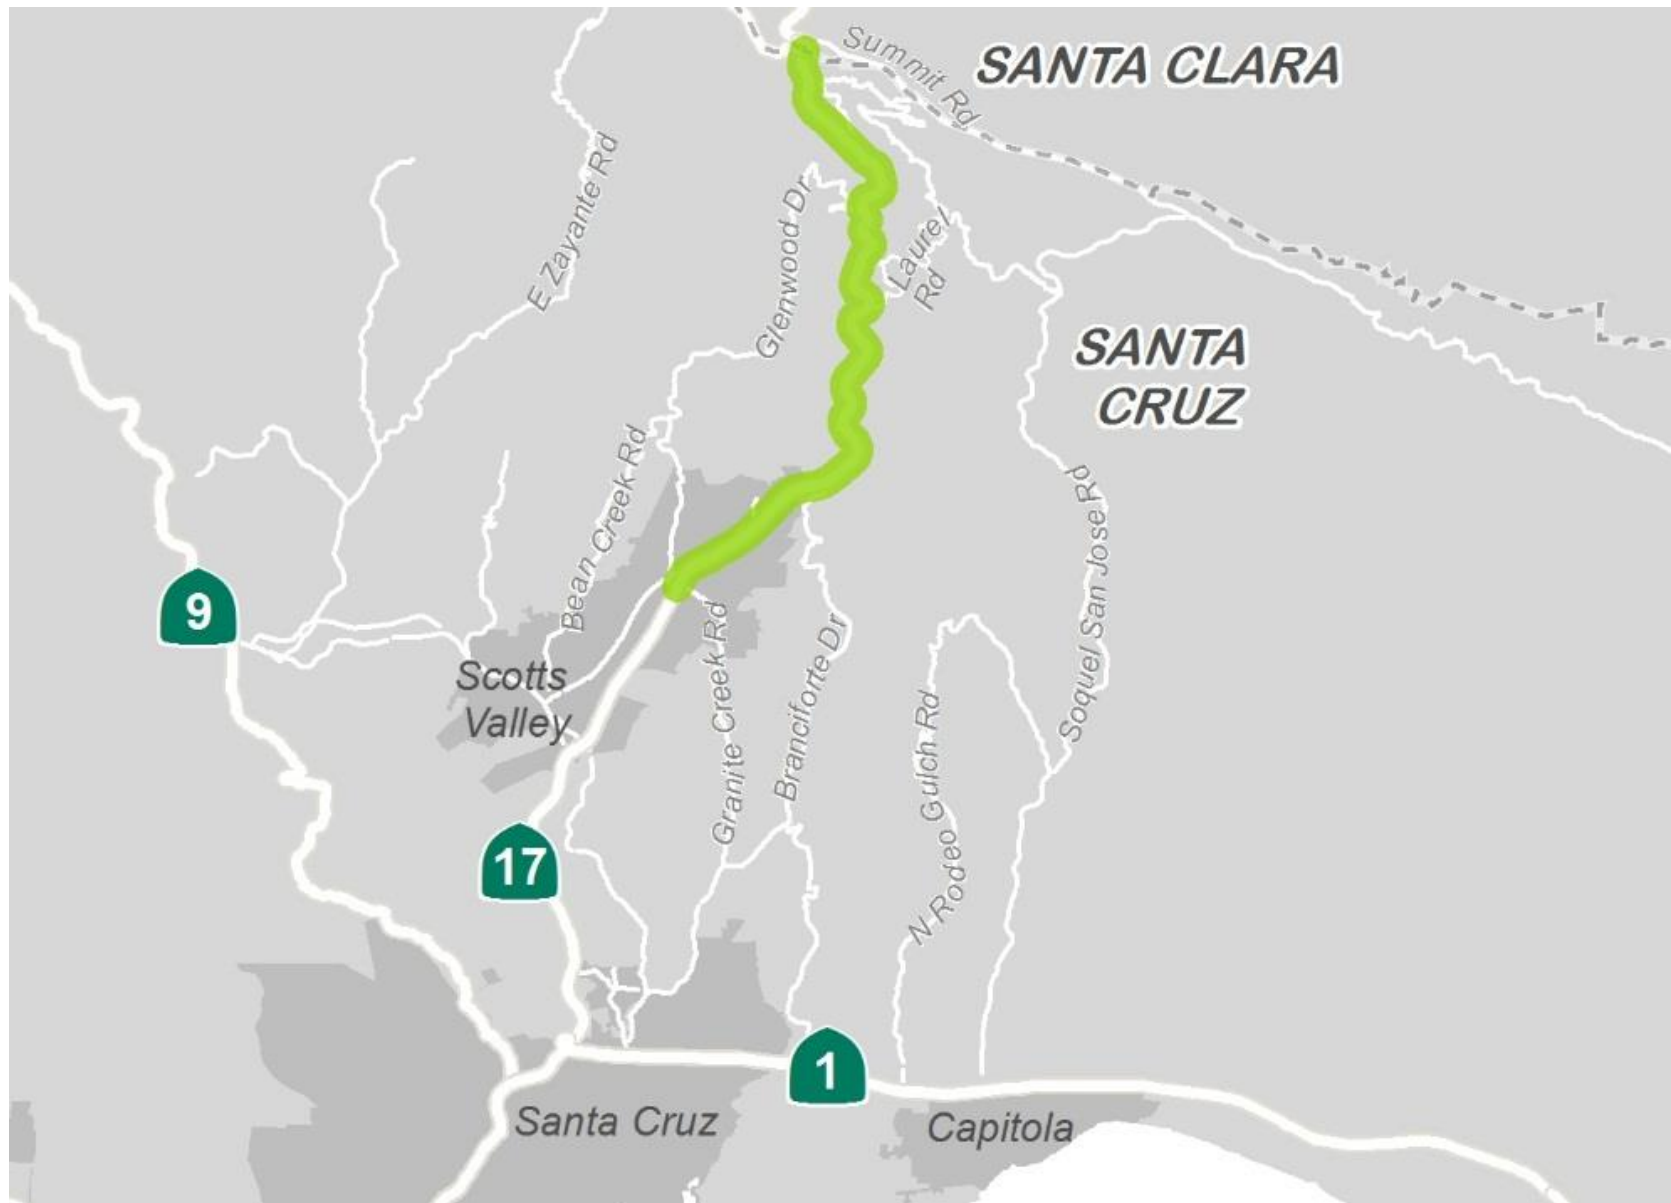 Summit Rd
SANTA CLARA
E Zayante Rd
Glenwood Dr
Laurel
Rd
SANTA
CRUZ
Bean Creek Rd
Soquel San Jose Rd
9
Scotts
Valley
Granite Creek Rd
Branciforte Dr
N Rodeo Gulch Rd
17
1
Santa Cruz
Capitola